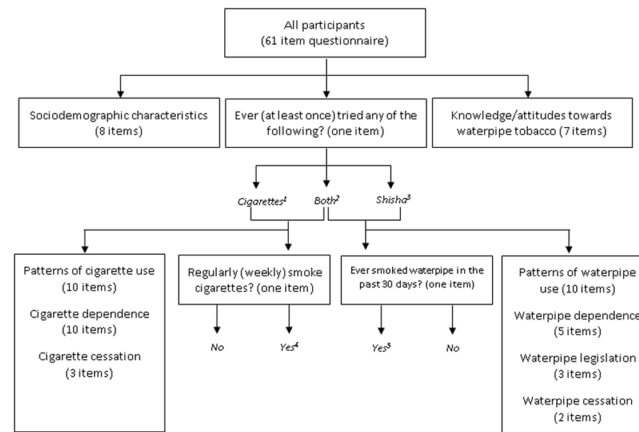 All participants
(61 item questionnaire)
Sociodemographic characteristics
(8 items)
Ever (at least once) tried any of the
following? (one item)
Knowledge/attitudes towards
waterpipe tobacco (7 items)
Cigarettes¹
Both²
Shisha³
Patterns of cigarette use
(10 items)
Cigarette dependence
(10 items)
Cigarette cessation
(3 items)
Regularly (weekly) smoke
cigarettes? (one item)
No
Yes⁴
Ever smoked waterpipe in the
past 30 days? (one item)
Yes⁵
No
Patterns of waterpipe
use (10 items)
Waterpipe dependence
(5 items)
Waterpipe legislation
(3 items)
Waterpipe cessation
(2 items)